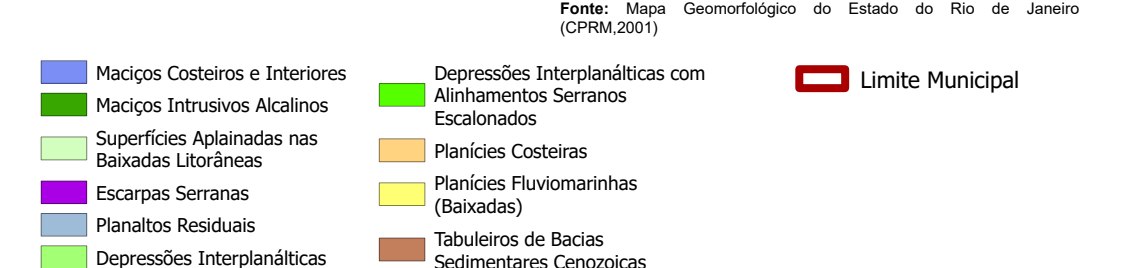 Fonte: Mapa Geomorfológico do Estado do Rio de Janeiro
(CPRM,2001)
Maciços Costeiros e Interiores
Maciços Intrusivos Alcalinos
Superfícies Aplainadas nas
Baixadas Litorâneas
Escarpas Serranas
Planaltos Residuais
Depressões Interplanálticas
Depressões Interplanálticas com
Alinhamentos Serranos
Escalonados
Planícies Costeiras
Planícies Fluviomarinhas
(Baixadas)
Tabuleiros de Bacias
Sedimentares Cenozoicas
Limite Municipal